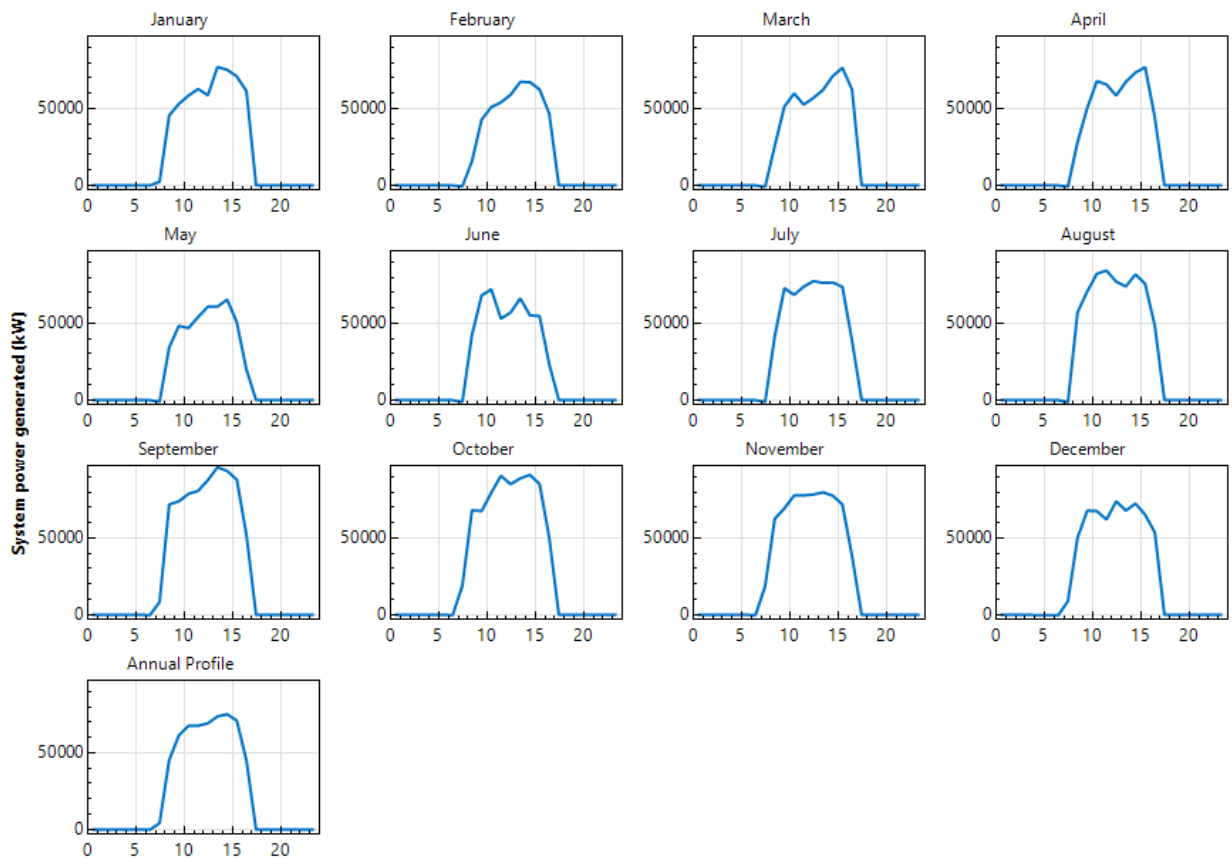 January February March April
50000 50000 50000 50000
0 0 0 0
0 5 10 15 20 0 5 10 15 20 0 5 10 15 20 0 5 10 15 20
May June July August
50000 50000 50000 50000
0 0 0 0
0 5 10 15 20 0 5 10 15 20 0 5 10 15 20 0 5 10 15 20
System power generated (kW)
September October November December
50000 50000 50000 50000
0 0 0 0
0 5 10 15 20 0 5 10 15 20 0 5 10 15 20 0 5 10 15 20
Annual Profile
50000
0
0 5 10 15 20